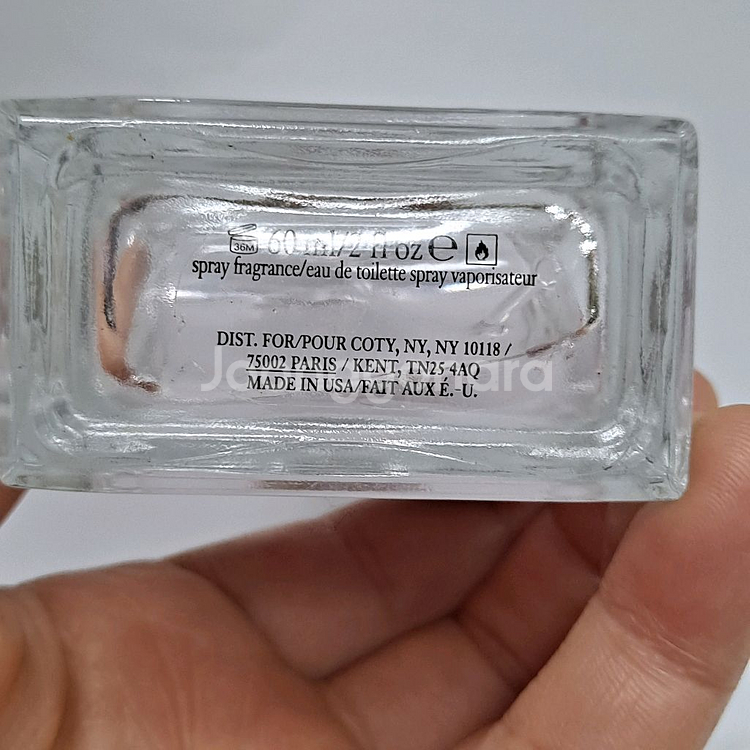 36M 60 ml/2 fl oz ℮
spray fragrance/eau de toilette spray vaporisateur
DIST. FOR/POUR COTY, NY, NY 10118 /
75002 PARIS / KENT, TN25 4AQ
MADE IN USA/FAIT AUX É.-U.